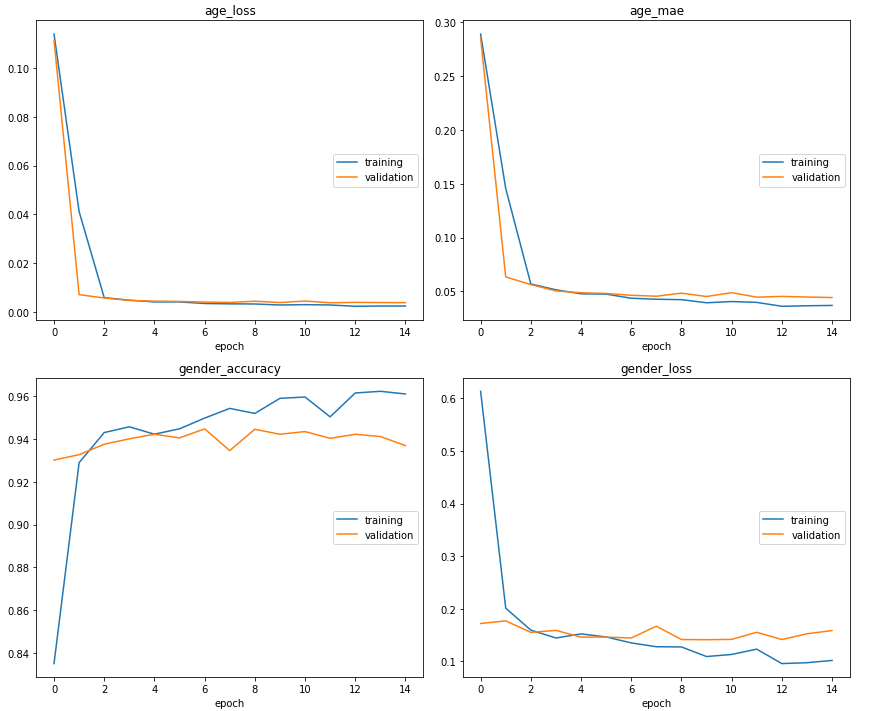 age_loss
0.10
0.08
0.06
0.04
0.02
0.00
training
validation
0 2 4 6 8 10 12 14
epoch
age_mae
0.30
0.25
0.20
0.15
0.10
0.05
training
validation
0 2 4 6 8 10 12 14
epoch
gender_accuracy
0.96
0.94
0.92
0.90
0.88
0.86
0.84
training
validation
0 2 4 6 8 10 12 14
epoch
gender_loss
0.6
0.5
0.4
0.3
0.2
0.1
training
validation
0 2 4 6 8 10 12 14
epoch